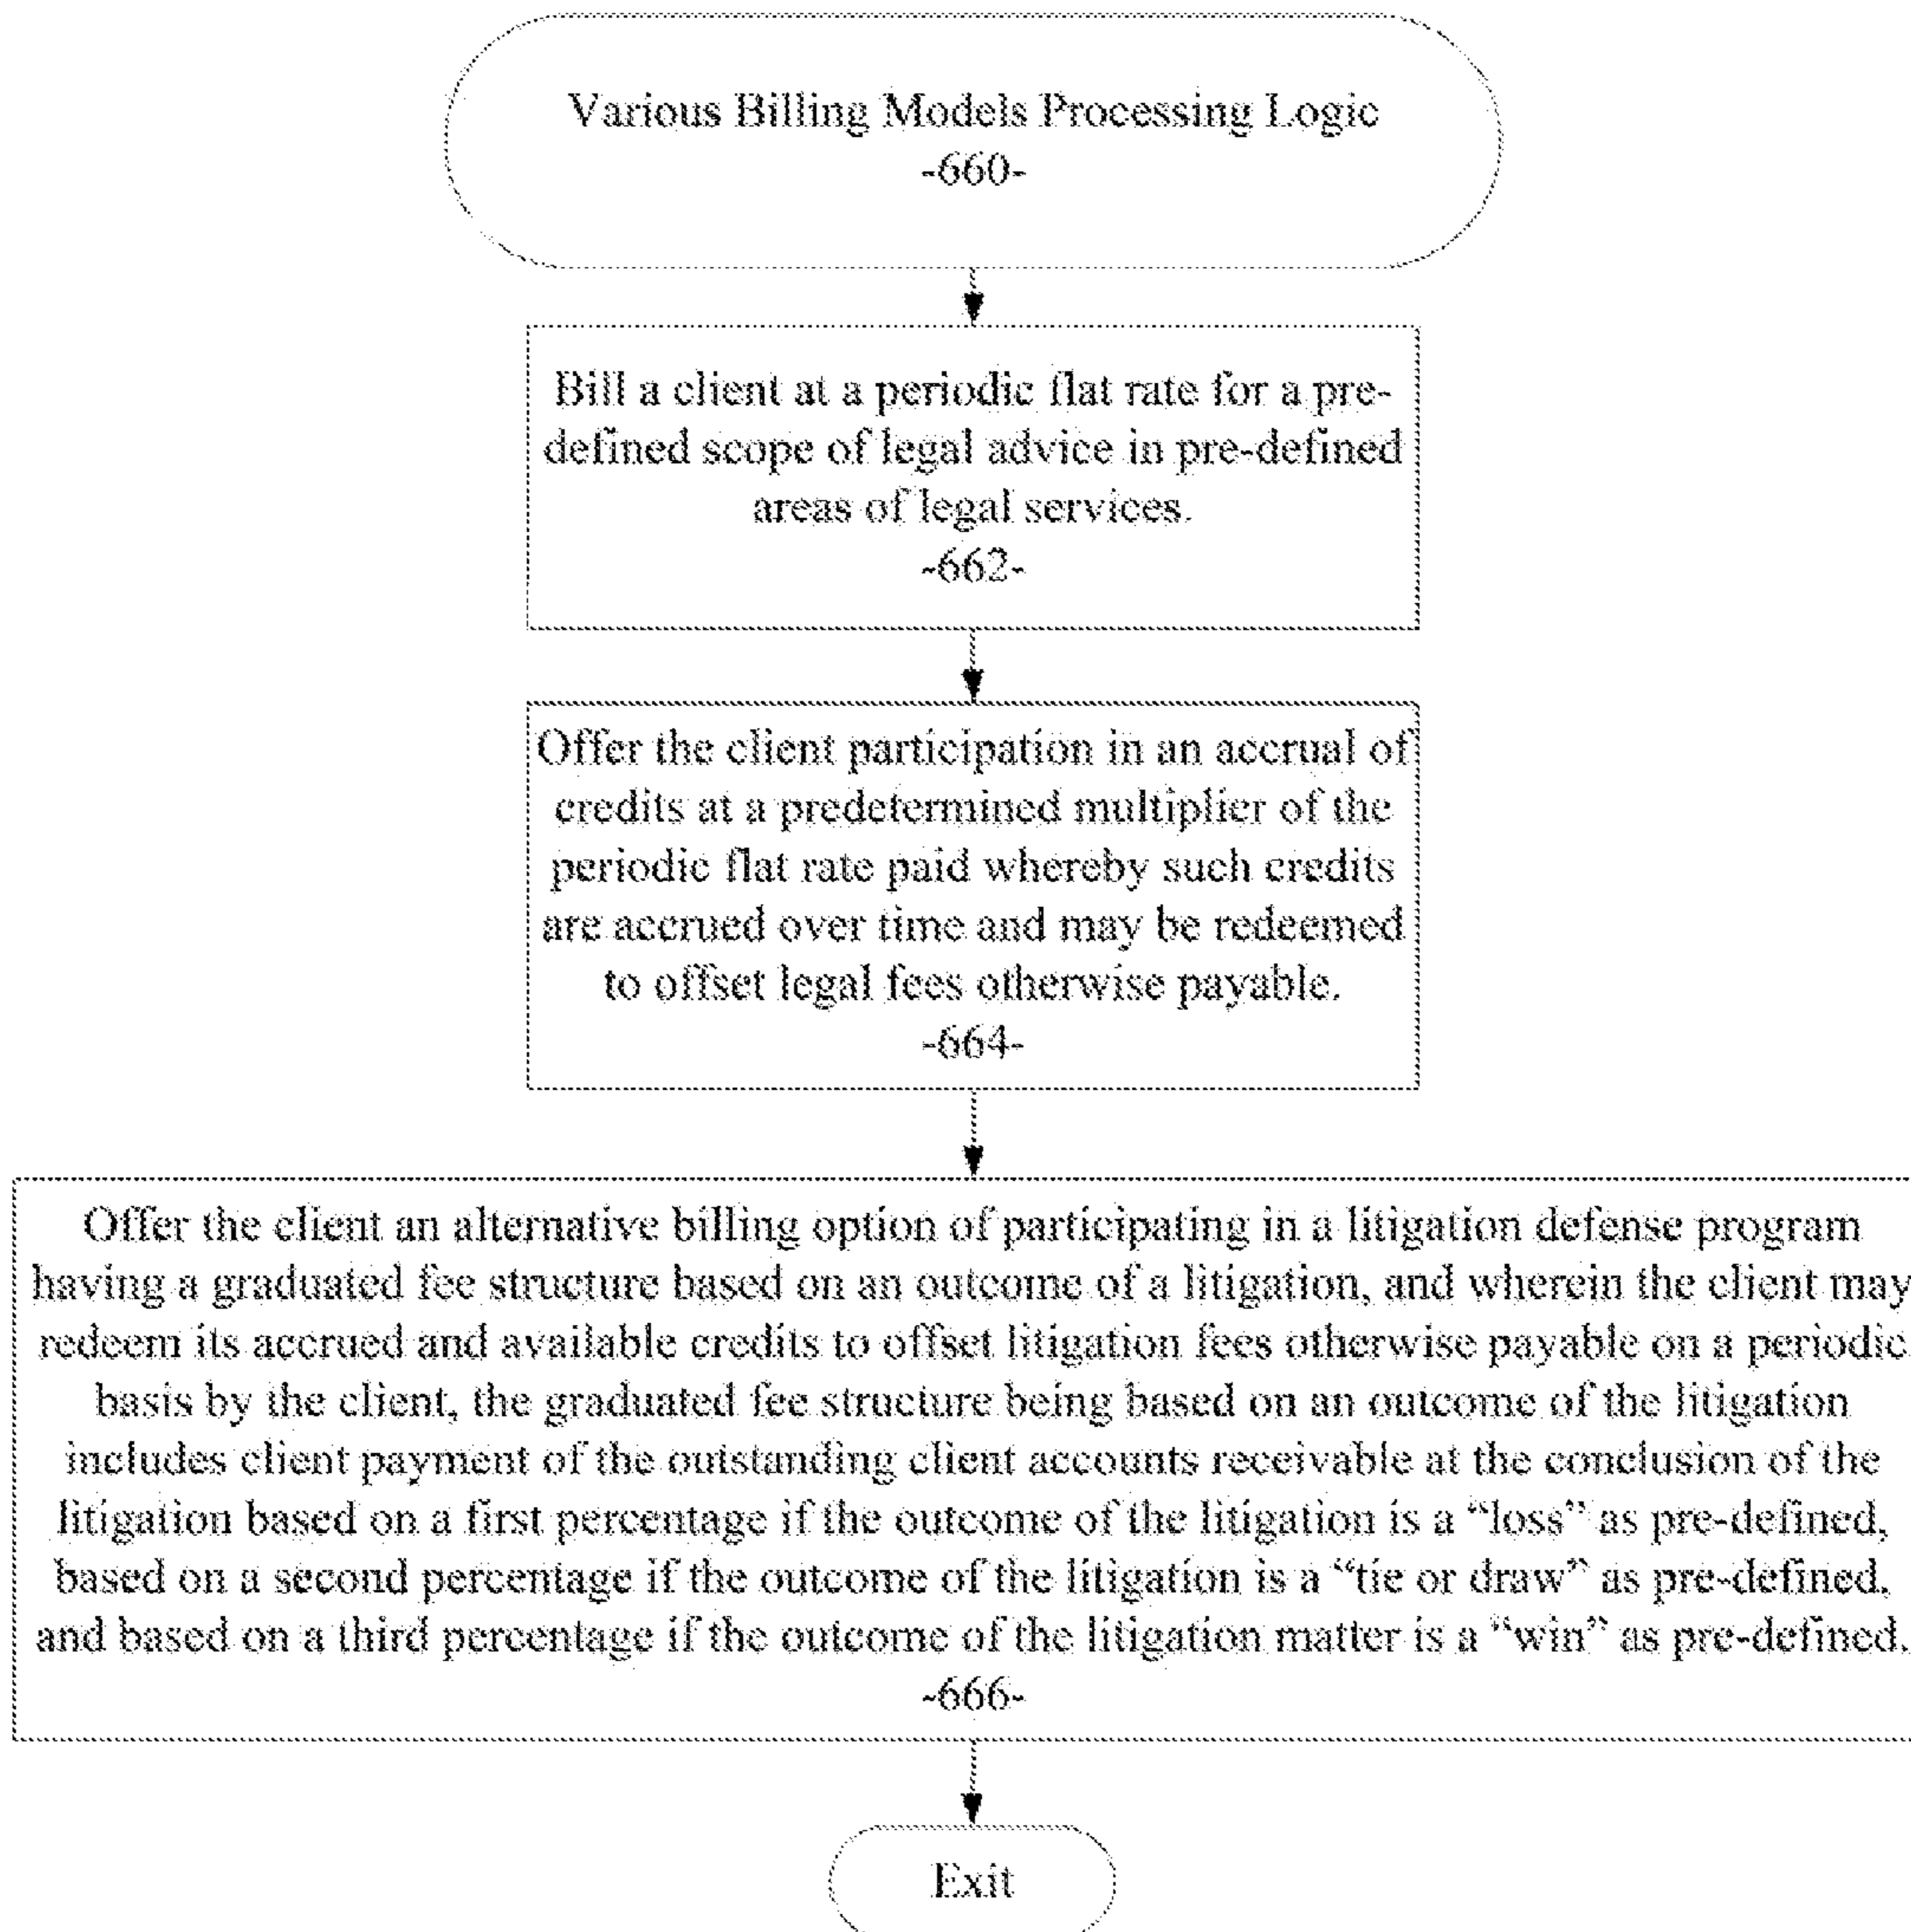 Various Billing Models Processing Logic
-660-
Bill a client at a periodic flat rate for a pre-
defined scope of legal advice in pre-defined
areas of legal services.
-662-
Offer the client participation in an accrual of
credits at a predetermined multiplier of the
periodic flat rate paid whereby such credits
are accrued over time and may be redeemed
to offset legal fees otherwise payable.
-664-
Offer the client an alternative billing option of participating in a litigation defense program
having a graduated fee structure based on an outcome of a litigation, and wherein the client may
redeem its accrued and available credits to offset litigation fees otherwise payable on a periodic
basis by the client, the graduated fee structure being based on an outcome of the litigation
includes client payment of the outstanding client accounts receivable at the conclusion of the
litigation based on a first percentage if the outcome of the litigation is a “loss” as pre-defined,
based on a second percentage if the outcome of the litigation is a “tie or draw” as pre-defined,
and based on a third percentage if the outcome of the litigation matter is a “win” as pre-defined.
-666-
Exit